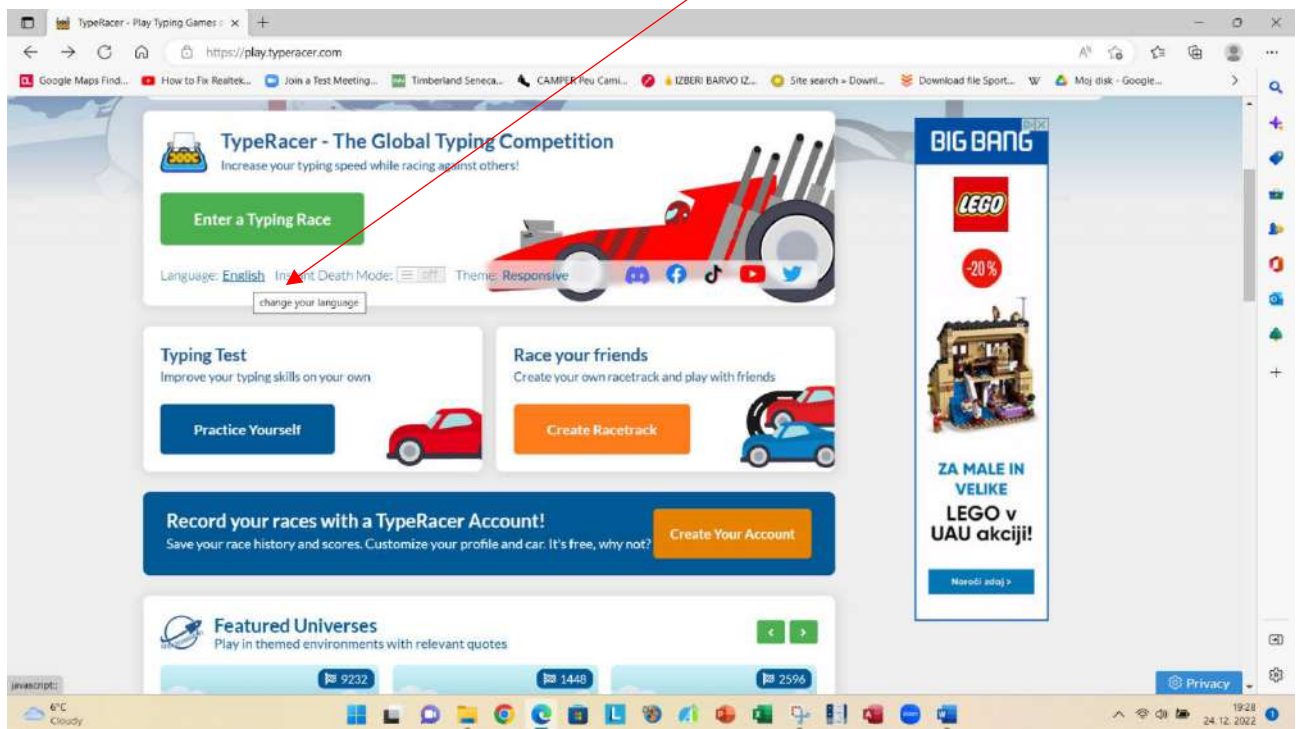 TypeRacer - Play Typing Games
https://play.typeracer.com
Google Maps Find... How to Fix Realtek... Join a Test Meeting... Timberland Seneca... CAMPER Peu Cami... IZBERI BARVO IZ... Site search » Downl... Download file Sport... Moj disk - Google...
TypeRacer - The Global Typing Competition
Increase your typing speed while racing against others!
Enter a Typing Race
Language: English Instant Death Mode: off Theme: Responsive
change your language
Typing Test
Improve your typing skills on your own
Practice Yourself
Race your friends
Create your own racetrack and play with friends
Create Racetrack
Record your races with a TypeRacer Account!
Save your race history and scores. Customize your profile and car. It's free, why not?
Create Your Account
Featured Universes
Play in themed environments with relevant quotes
9232
1448
2596
BIG BANG
LEGO
-20 %
ZA MALE IN
VELIKE
LEGO v
UAU akciji!
Naroči zdaj >
Privacy
javascript:;
6°C
Cloudy
19:28
24. 12. 2022